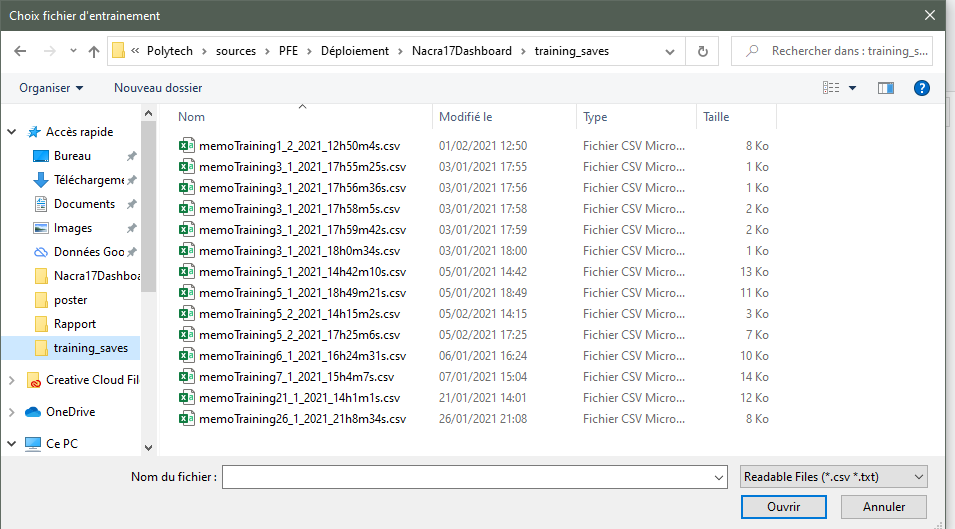 Choix fichier d'entrainement
« Polytech > sources > PFE > Déploiement > Nacra17Dashboard > training_saves
Rechercher dans : training_s...
Organiser Nouveau dossier
Nom Modifié le Type Taille
Accès rapide
Bureau
Téléchargeme
Documents
Images
Données Goo
Nacra17Dashboa
poster
Rapport
training_saves
Creative Cloud Fil
OneDrive
Ce PC
memoTraining1_2_2021_12h50m4s.csv 01/02/2021 12:50 Fichier CSV Micro... 8 Ko
memoTraining3_1_2021_17h55m25s.csv 03/01/2021 17:55 Fichier CSV Micro... 1 Ko
memoTraining3_1_2021_17h56m36s.csv 03/01/2021 17:56 Fichier CSV Micro... 1 Ko
memoTraining3_1_2021_17h58m5s.csv 03/01/2021 17:58 Fichier CSV Micro... 2 Ko
memoTraining3_1_2021_17h59m42s.csv 03/01/2021 17:59 Fichier CSV Micro... 2 Ko
memoTraining3_1_2021_18h0m34s.csv 03/01/2021 18:00 Fichier CSV Micro... 1 Ko
memoTraining5_1_2021_14h42m10s.csv 05/01/2021 14:42 Fichier CSV Micro... 13 Ko
memoTraining5_1_2021_18h49m21s.csv 05/01/2021 18:49 Fichier CSV Micro... 11 Ko
memoTraining5_2_2021_14h15m2s.csv 05/02/2021 14:15 Fichier CSV Micro... 3 Ko
memoTraining5_2_2021_17h25m6s.csv 05/02/2021 17:25 Fichier CSV Micro... 7 Ko
memoTraining6_1_2021_16h24m31s.csv 06/01/2021 16:24 Fichier CSV Micro... 10 Ko
memoTraining7_1_2021_15h4m7s.csv 07/01/2021 15:04 Fichier CSV Micro... 14 Ko
memoTraining21_1_2021_14h1m1s.csv 21/01/2021 14:01 Fichier CSV Micro... 12 Ko
memoTraining26_1_2021_21h8m34s.csv 26/01/2021 21:08 Fichier CSV Micro... 8 Ko
Nom du fichier :
Readable Files (*.csv *.txt)
Ouvrir Annuler